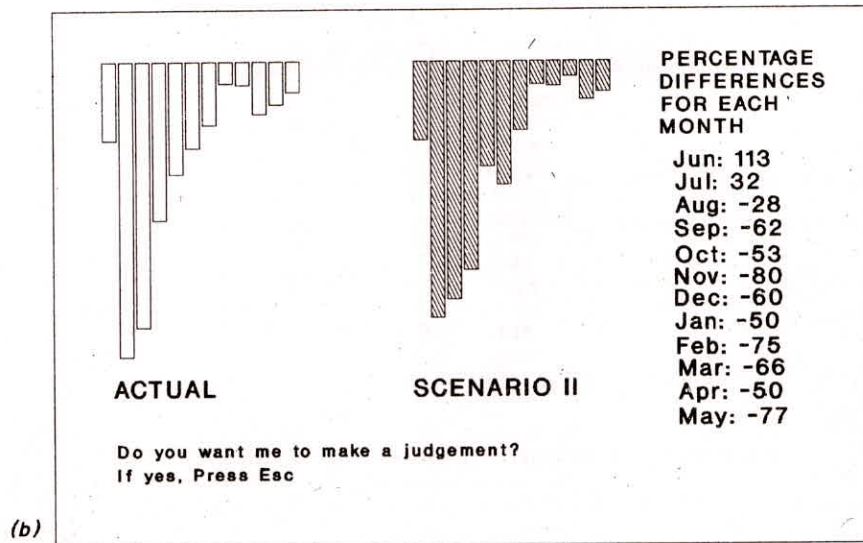 PERCENTAGE
DIFFERENCES
FOR EACH
MONTH
Jun: 113
Jul: 32
Aug: -28
Sep: -62
Oct: -53
Nov: -80
Dec: -60
Jan: -50
Feb: -75
Mar: -66
Apr: -50
May: -77
ACTUAL
SCENARIO II
Do you want me to make a judgement?
If yes, Press Esc
(b)